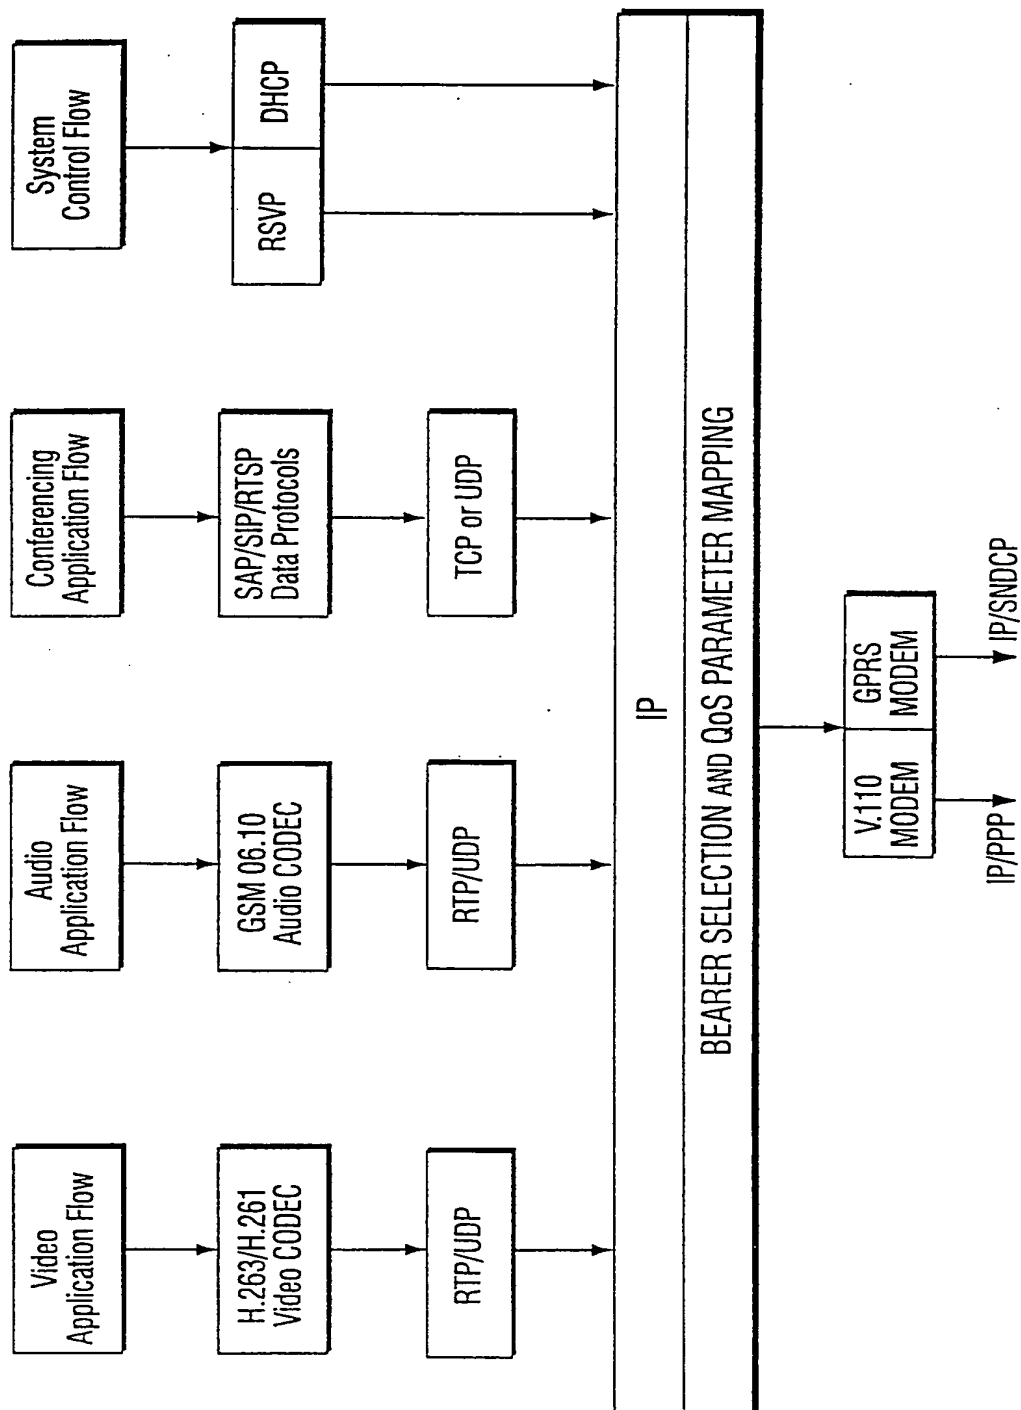 Video
Application Flow
Audio
Application Flow
Conferencing
Application Flow
System
Control Flow
H.263/H.261
Video CODEC
GSM 06.10
Audio CODEC
SAP/SIP/RTSP
Data Protocols
RSVP
DHCP
RTP/UDP
RTP/UDP
TCP or UDP
IP
BEARER SELECTION AND QoS PARAMETER MAPPING
V.110
MODEM
GPRS
MODEM
IP/PPP
IP/SNDCP